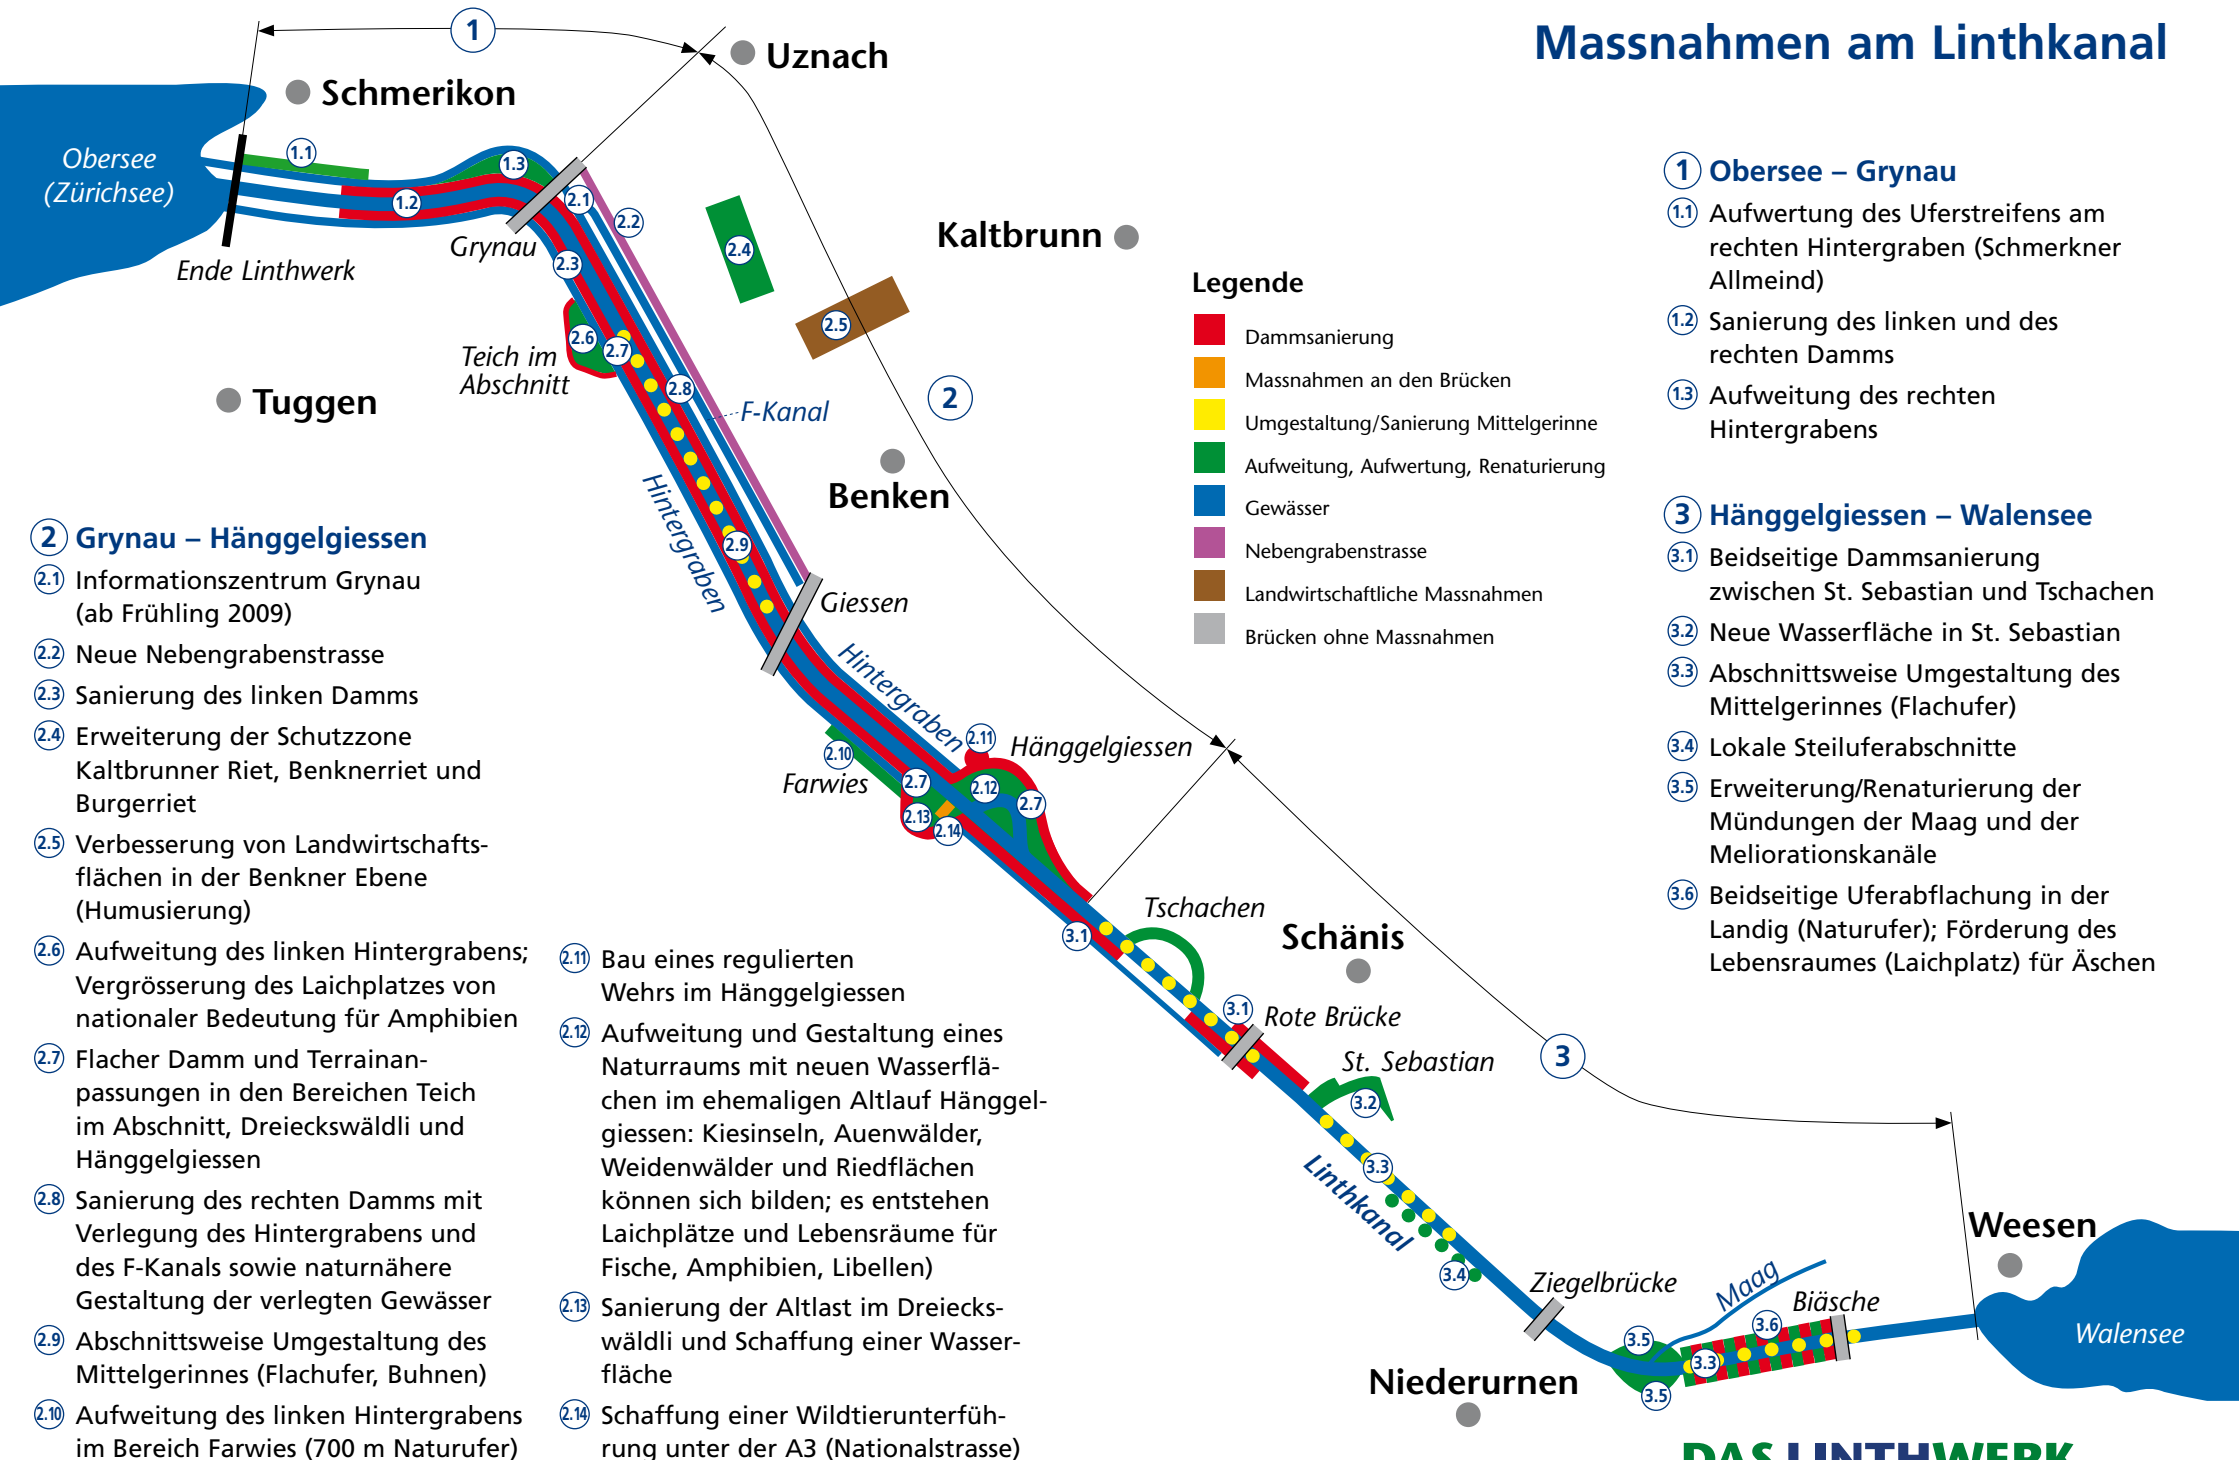 Massnahmen am Linthkanal
1
Uznach
Schmerikon
Obersee
(Zürichsee)
1.1
1.3
1.2
2.1
2.2
Grynau
Ende Linthwerk
2.3
2.4
Kaltbrunn
2.5
2.6
2.7
Teich im
Abschnitt
Tuggen
2.8
F-Kanal
2
Benken
Hintergraben
2.9
Giessen
Hintergraben
2.11
Hänggelgiessen
2.10
Farwies
2.7
2.12
2.7
2.13
2.14
Tschachen
3.1
Schänis
3.1
Rote Brücke
St. Sebastian
3.2
3
3.3
Linthkanal
3.4
Weesen
Ziegelbrücke
Maag
Biäsche
3.6
3.5
3.3
3.5
Walensee
Niederurnen
Legende
Dammsanierung
Massnahmen an den Brücken
Umgestaltung/Sanierung Mittelgerinne
Aufweitung, Aufwertung, Renaturierung
Gewässer
Nebengrabenstrasse
Landwirtschaftliche Massnahmen
Brücken ohne Massnahmen
1 Obersee – Grynau
1.1 Aufwertung des Uferstreifens am
rechten Hintergraben (Schmerkner
Allmeind)
1.2 Sanierung des linken und des
rechten Damms
1.3 Aufweitung des rechten
Hintergrabens
2 Grynau – Hänggelgiessen
2.1 Informationszentrum Grynau
(ab Frühling 2009)
2.2 Neue Nebengrabenstrasse
2.3 Sanierung des linken Damms
2.4 Erweiterung der Schutzzone
Kaltbrunner Riet, Benknerriet und
Burgerriet
2.5 Verbesserung von Landwirtschafts-
flächen in der Benkner Ebene
(Humusierung)
2.6 Aufweitung des linken Hintergrabens;
Vergrösserung des Laichplatzes von
nationaler Bedeutung für Amphibien
2.7 Flacher Damm und Terrainan-
passungen in den Bereichen Teich
im Abschnitt, Dreieckswäldli und
Hänggelgiessen
2.8 Sanierung des rechten Damms mit
Verlegung des Hintergrabens und
des F-Kanals sowie naturnähere
Gestaltung der verlegten Gewässer
2.9 Abschnittsweise Umgestaltung des
Mittelgerinnes (Flachufer, Buhnen)
2.10 Aufweitung des linken Hintergrabens
im Bereich Farwies (700 m Naturufer)
2.11 Bau eines regulierten
Wehrs im Hänggelgiessen
2.12 Aufweitung und Gestaltung eines
Naturraums mit neuen Wasserflä-
chen im ehemaligen Altlauf Hänggel-
giessen: Kiesinseln, Auenwälder,
Weidenwälder und Riedflächen
können sich bilden; es entstehen
Laichplätze und Lebensräume für
Fische, Amphibien, Libellen)
2.13 Sanierung der Altlast im Dreiecks-
wäldli und Schaffung einer Wasser-
fläche
2.14 Schaffung einer Wildtierunterfüh-
rung unter der A3 (Nationalstrasse)
3 Hänggelgiessen – Walensee
3.1 Beidseitige Dammsanierung
zwischen St. Sebastian und Tschachen
3.2 Neue Wasserfläche in St. Sebastian
3.3 Abschnittsweise Umgestaltung des
Mittelgerinnes (Flachufer)
3.4 Lokale Steiluferabschnitte
3.5 Erweiterung/Renaturierung der
Mündungen der Maag und der
Meliorationskanäle
3.6 Beidseitige Uferabflachung in der
Landig (Naturufer); Förderung des
Lebensraumes (Laichplatz) für Äschen
DAS LINTHWERK